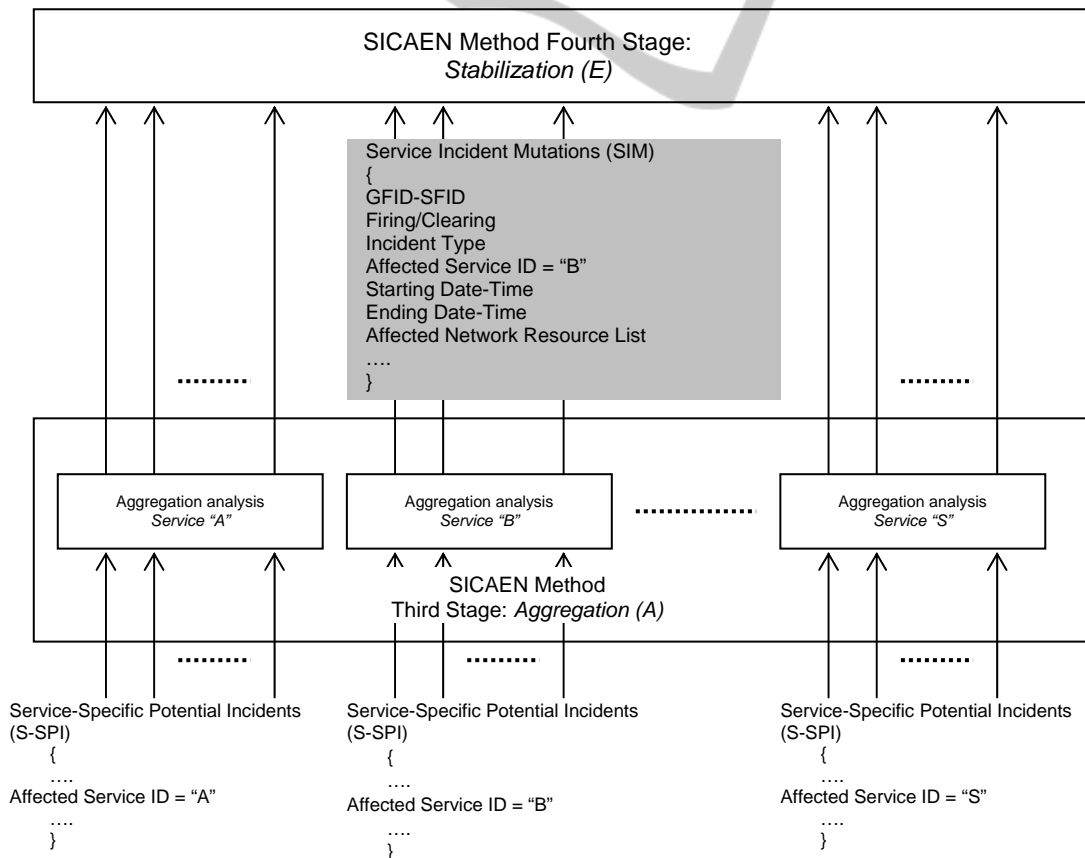 SICAEN Method Fourth Stage:
Stabilization (E)
Service Incident Mutations (SIM)
{
GFID-SFID
Firing/Clearing
Incident Type
Affected Service ID = “B”
Starting Date-Time
Ending Date-Time
Affected Network Resource List
….
}
Aggregation analysis
Service “A”
Aggregation analysis
Service “B”
Aggregation analysis
Service “S”
SICAEN Method
Third Stage: Aggregation (A)
Service-Specific Potential Incidents
(S-SPI)
{
….
Affected Service ID = “A”
….
}
Service-Specific Potential Incidents
(S-SPI)
{
….
Affected Service ID = “B”
….
}
Service-Specific Potential Incidents
(S-SPI)
{
….
Affected Service ID = “S”
….
}